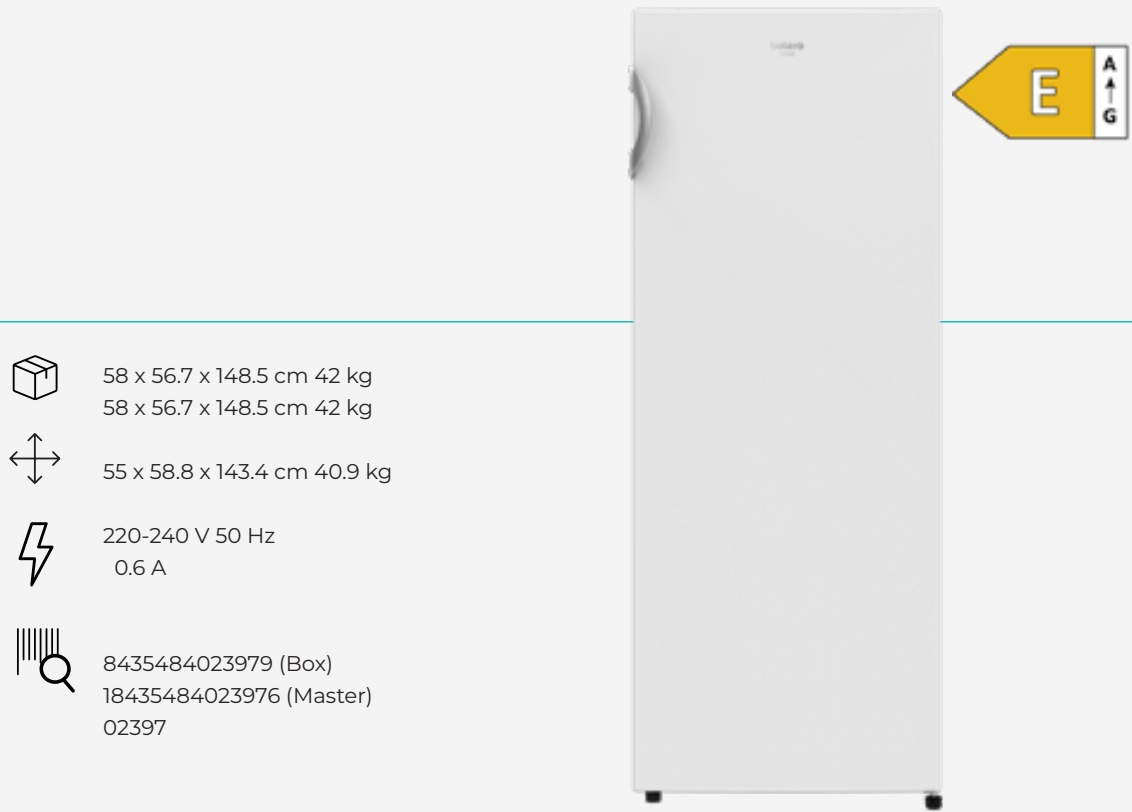 bolero
E
A
G
58 x 56.7 x 148.5 cm 42 kg
58 x 56.7 x 148.5 cm 42 kg
55 x 58.8 x 143.4 cm 40.9 kg
220-240 V 50 Hz
0.6 A
8435484023979 (Box)
18435484023976 (Master)
02397